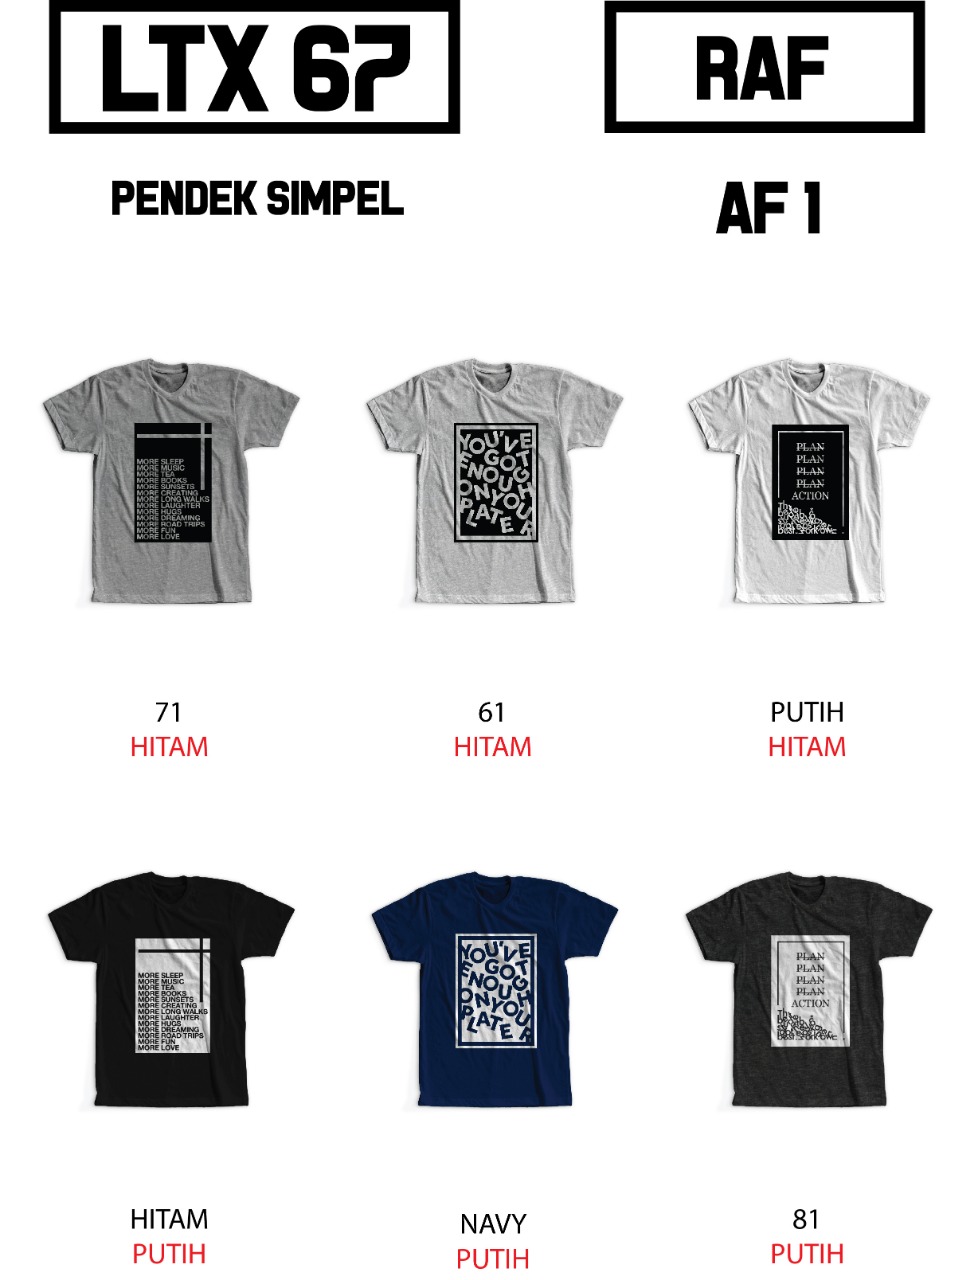 LTX 67
RAF
PENDEK SIMPEL
AF 1
MORE SLEEP
MORE MUSIC
MORE TEA
MORE BOOKS
MORE SUNSETS
MORE CREATING
MORE LONG WALKS
MORE LAUGHTER
MORE HUGS
MORE DREAMING
MORE ROAD TRIPS
MORE FUN
MORE LOVE
YOU'VE
GOT
ENOUGH
ON YOUR
PLATE
PLAN
PLAN
PLAN
PLAN
ACTION
71
HITAM
61
HITAM
PUTIH
HITAM
MORE SLEEP
MORE MUSIC
MORE TEA
MORE BOOKS
MORE SUNSETS
MORE CREATING
MORE LONG WALKS
MORE LAUGHTER
MORE HUGS
MORE DREAMING
MORE ROAD TRIPS
MORE FUN
MORE LOVE
YOU'VE
GOT
ENOUGH
ON YOUR
PLATE
PLAN
PLAN
PLAN
PLAN
ACTION
HITAM
PUTIH
NAVY
PUTIH
81
PUTIH